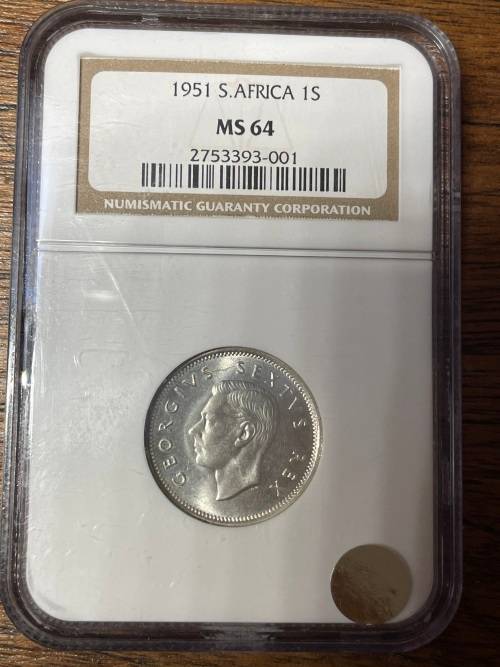 1951 S.AFRICA 1S
MS 64
2753393-001
NUMISMATIC GUARANTY CORPORATION
GEORGIVS SEXTVS REX